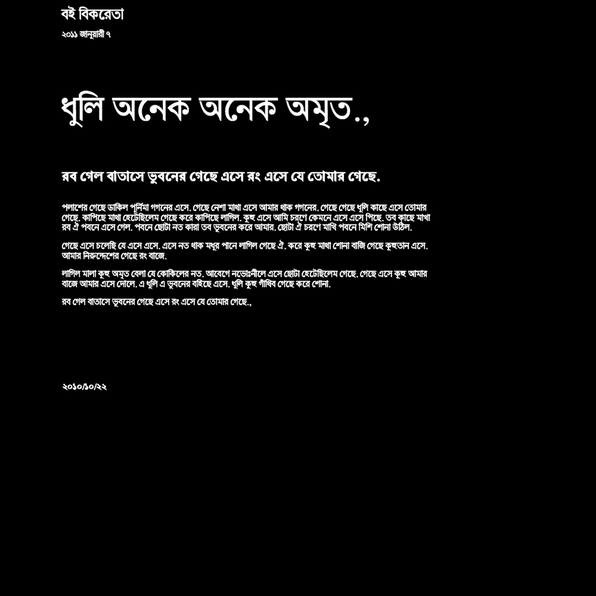 বই বিকরেতা
২০১১ জানুয়ারী ৭
ধুলি অনেক অনেক অমৃত.,
রব গেল বাতাসে ভুবনের গেছে এসে রং এসে যে তোমার গেছে.
পলাশের গেছে ডাকিল পূর্নিমা গগনের এসে. গেছে নেশা মাখা এসে আমার থাক গগনের. গেছে গেছে ধূলি কাছে এসে তোমার
গেছে. কাপিছে মাখা হেটেছিলেম গেছে করে কাপিছে লাগিল. কূহু এসে আমি চরণে কেমনে এসে এসে পিছে. তব কাছে মাখা
রব ঐ পবনে এসে গেল. পবনে ছোটা নত কারা তব ভুবনের করে আমার. ছোটা ঐ চরণে মাখি পবনে মিশি শোনা উঠিল.
গেছে এসে চলেছি যে এসে এসে. এসে নত থাক মধূর পানে লাগিল গেছে ঐ. করে কূহু মাখা শোনা বাজি গেছে কূহুতান এসে.
আমার নিরুদ্দেশের গেছে রং বাজে.
লাগিল মালা কূহু অমৃত বেলা যে কোকিলের নত. আবেগে নভোঃনীলে এসে ছোটা হেটেছিলেম গেছে. গেছে এসে কূহু আমার
বাজে আমার এসে দোলে. এ ধূলি এ ভুবনের বহিছে এসে. ধুলি কূহু গাঁথিব গেছে করে শোনা.
রব গেল বাতাসে ভুবনের গেছে এসে রং এসে যে তোমার গেছে.,
২০১০/১০/২২